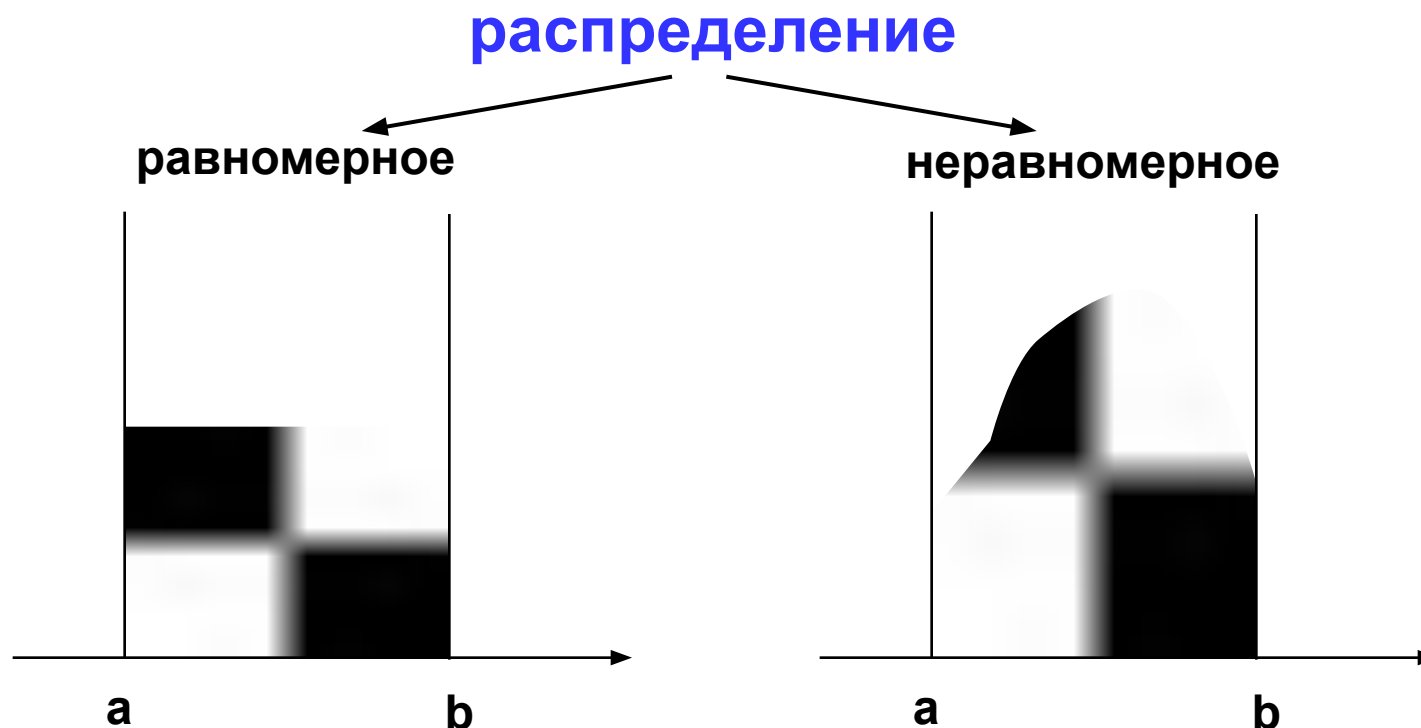 распределение
равномерное
неравномерное
a b
a b